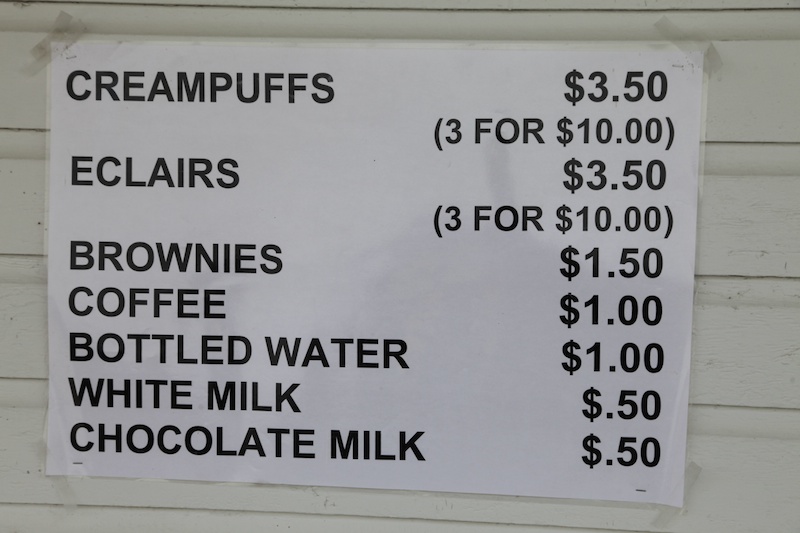 CREAMPUFFS $3.50
(3 FOR $10.00)
ECLAIRS $3.50
(3 FOR $10.00)
BROWNIES $1.50
COFFEE $1.00
BOTTLED WATER $1.00
WHITE MILK $.50
CHOCOLATE MILK $.50